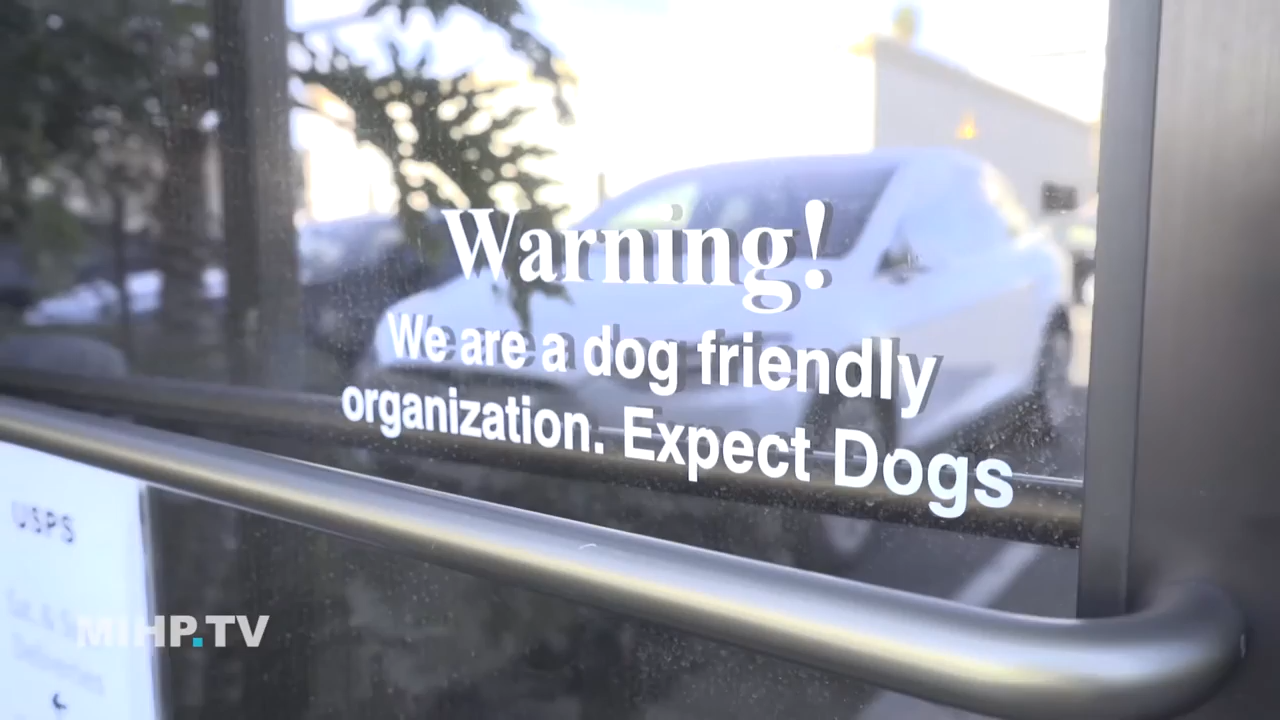 Warning!
We are a dog friendly
organization. Expect Dogs
USPS
MIHP.TV